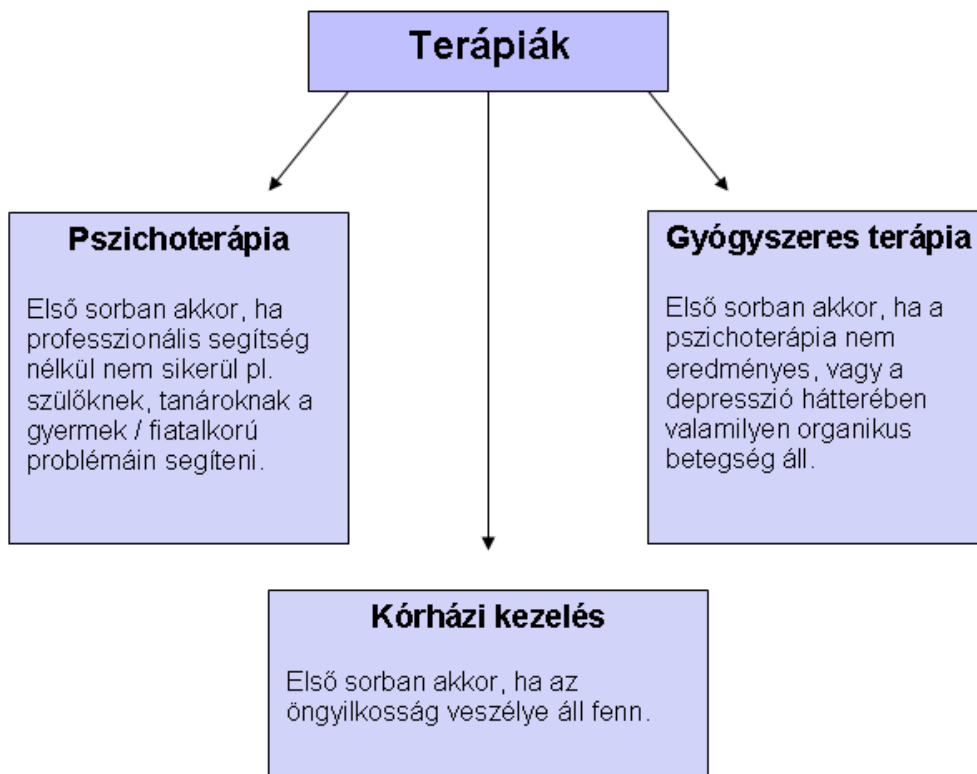 Terápiák
Pszichoterápia
Első sorban akkor, ha
professzionális segítség
nélkül nem sikerül pl.
szülőknek, tanároknak a
gyermek / fiatalkorú
problémáin segíteni.
Gyógyszeres terápia
Első sorban akkor, ha a
pszichoterápia nem
eredményes, vagy a
depresszió hátterében
valamilyen organikus
betegség áll.
Kórházi kezelés
Első sorban akkor, ha az
öngyilkosság veszélye áll fenn.